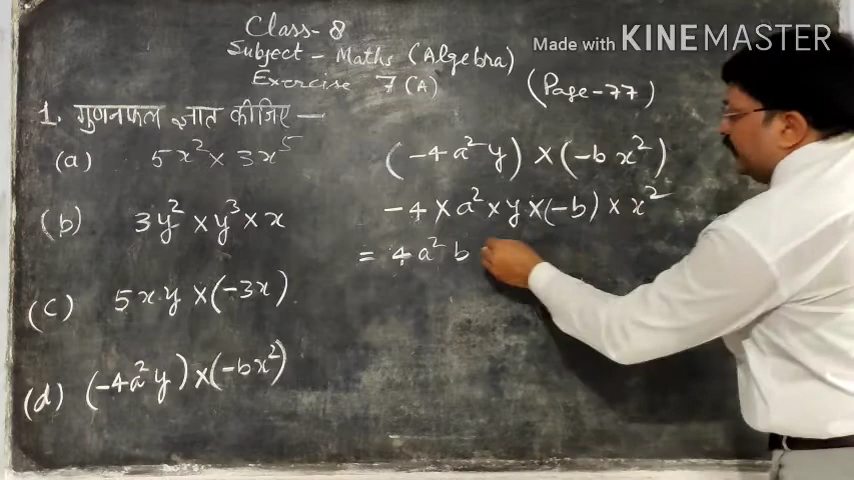 Class-8
Subject - Maths (Algebra)
Exercise 7(A)
Made with KINEMASTER
(Page-77)
1. गुणनफल ज्ञात कीजिए —
(a) 5x² × 3x⁵
(b) 3y² × y³ × x
(c) 5xy × (-3x)
(d) (-4a²y) × (-bx²)
(-4a²y) × (-bx²)
-4 × a² × y × (-b) × x²
= 4a² b